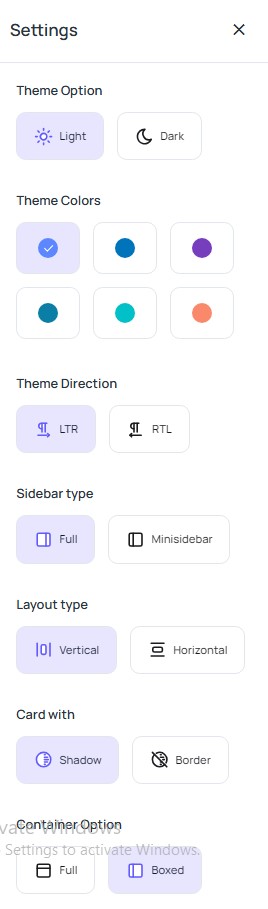 Settings
Theme Option
Light
Dark
Theme Colors
Theme Direction
LTR
RTL
Sidebar type
Full
Minisidebar
Layout type
Vertical
Horizontal
Card with
Shadow
Border
Container Option
vate Windows
Settings to activate Windows.
Full
Boxed